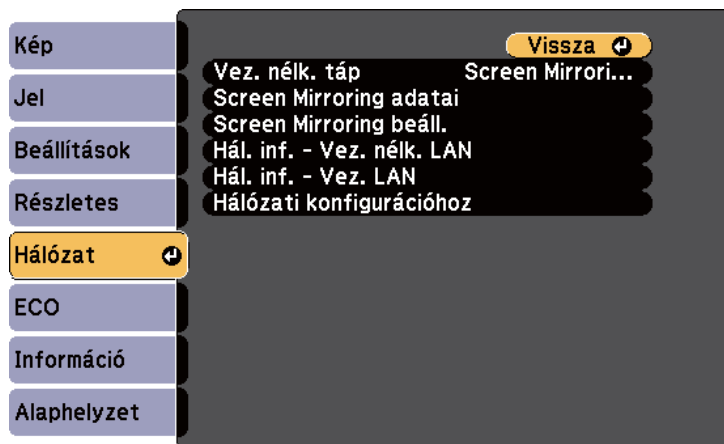 Kép
Jel
Beállítások
Részletes
Hálózat
ECO
Információ
Alaphelyzet
Vissza
Vez. nélk. táp Screen Mirrori...
Screen Mirroring adatai
Screen Mirroring beáll.
Hál. inf. - Vez. nélk. LAN
Hál. inf. - Vez. LAN
Hálózati konfigurációhoz